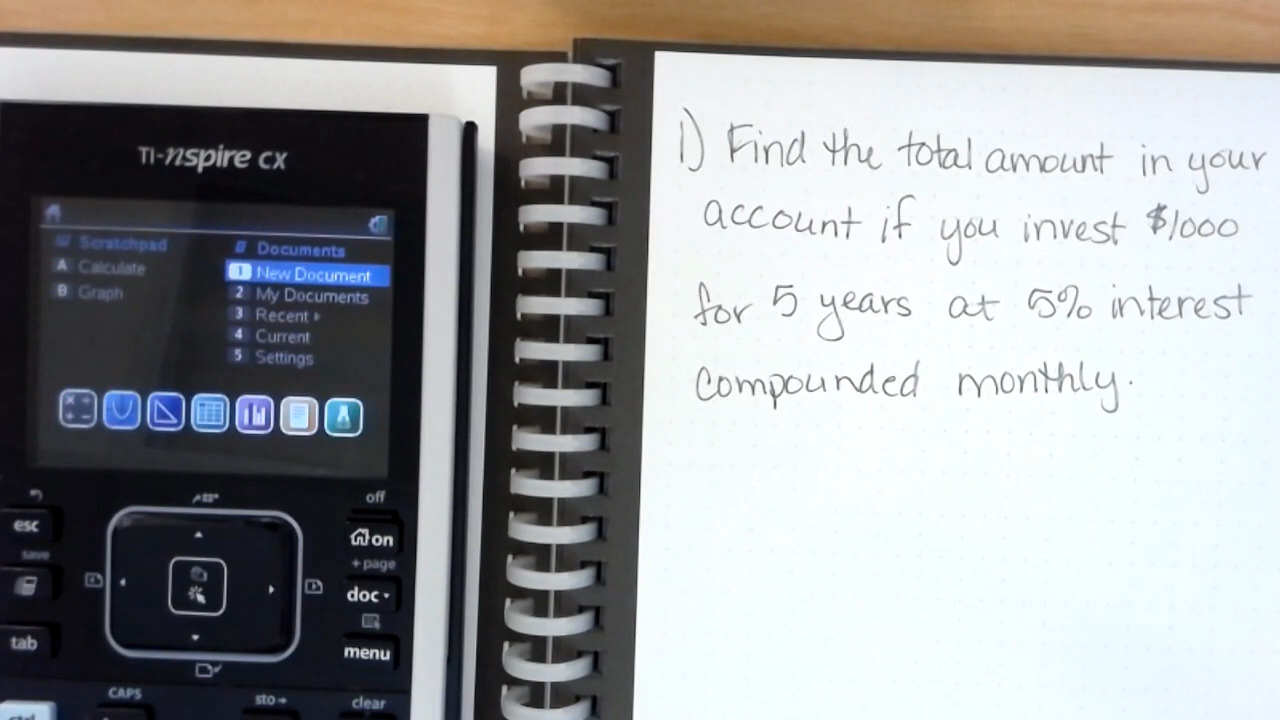 TI-nspire CX
Scratchpad
A Calculate
B Graph
Documents
1 New Document
2 My Documents
3 Recent
4 Current
5 Settings
esc
save
tab
off
on
+ page
doc
menu
CAPS
sto→
clear
ctrl
1) Find the total amount in your
account if you invest $1000
for 5 years at 5% interest
compounded monthly.